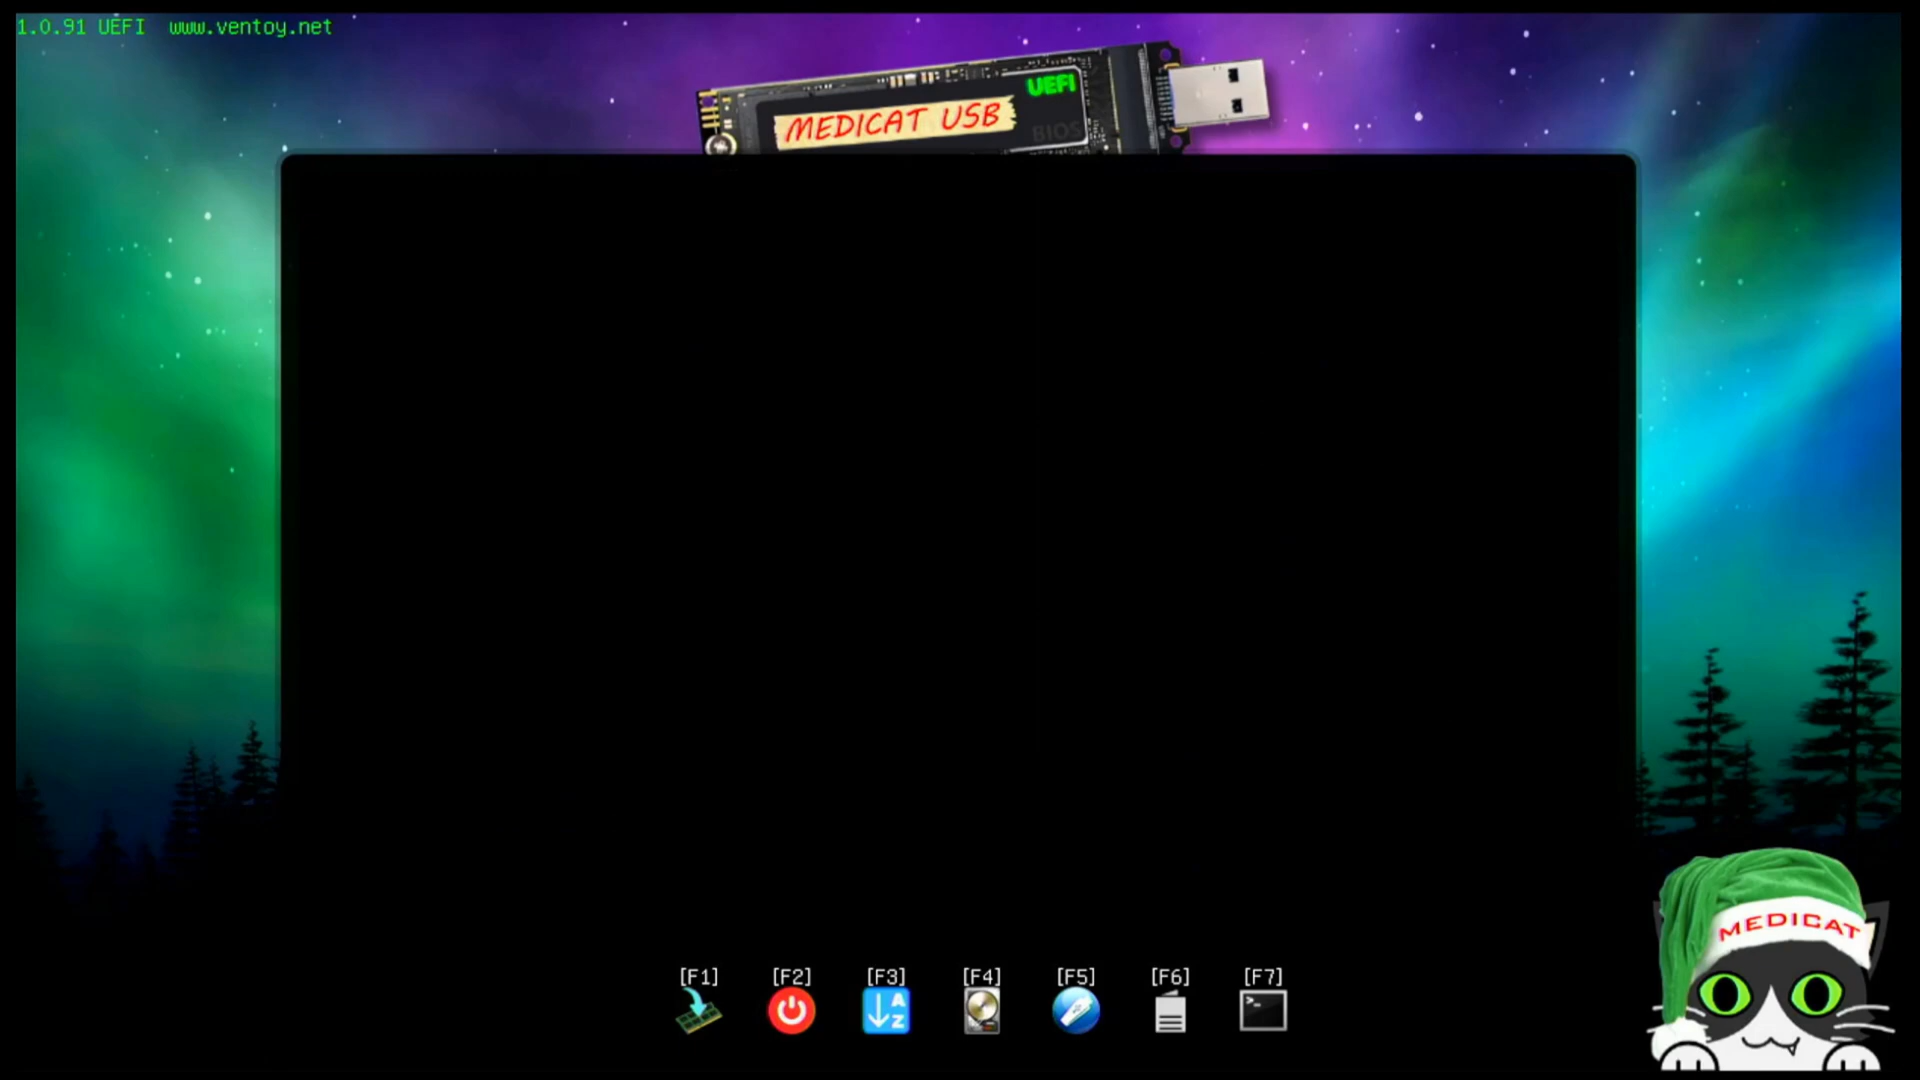 1.0.91 UEFI  www.ventoy.net
UEFI
MEDICAT USB
BIOS
[F1] [F2] [F3] [F4] [F5] [F6] [F7]
A
Z
>_
MEDICAT